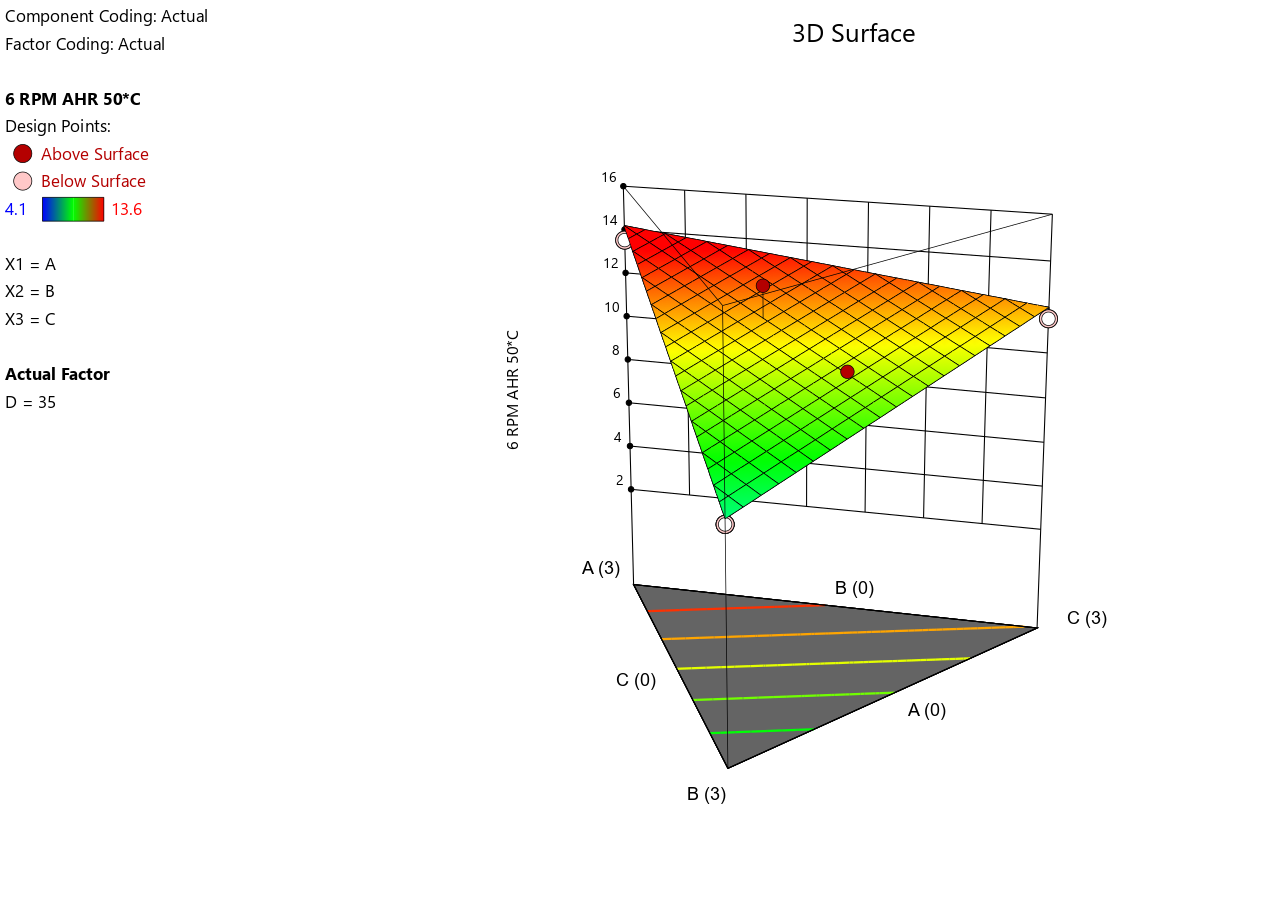 Component Coding: Actual
Factor Coding: Actual
3D Surface
6 RPM AHR 50*C
Design Points:
Above Surface
Below Surface
4.1 13.6
X1 = A
X2 = B
X3 = C
Actual Factor
D = 35
16
14
12
10
8
6
4
2
6 RPM AHR 50*C
A (3)
B (0)
C (3)
C (0)
A (0)
B (3)